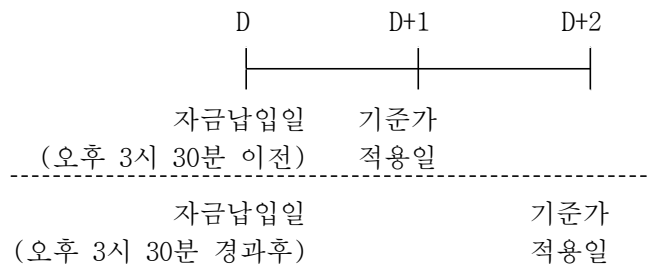 D D+1 D+2
자금납입일 기준가
(오후 3시 30분 이전) 적용일
자금납입일 기준가
(오후 3시 30분 경과후) 적용일